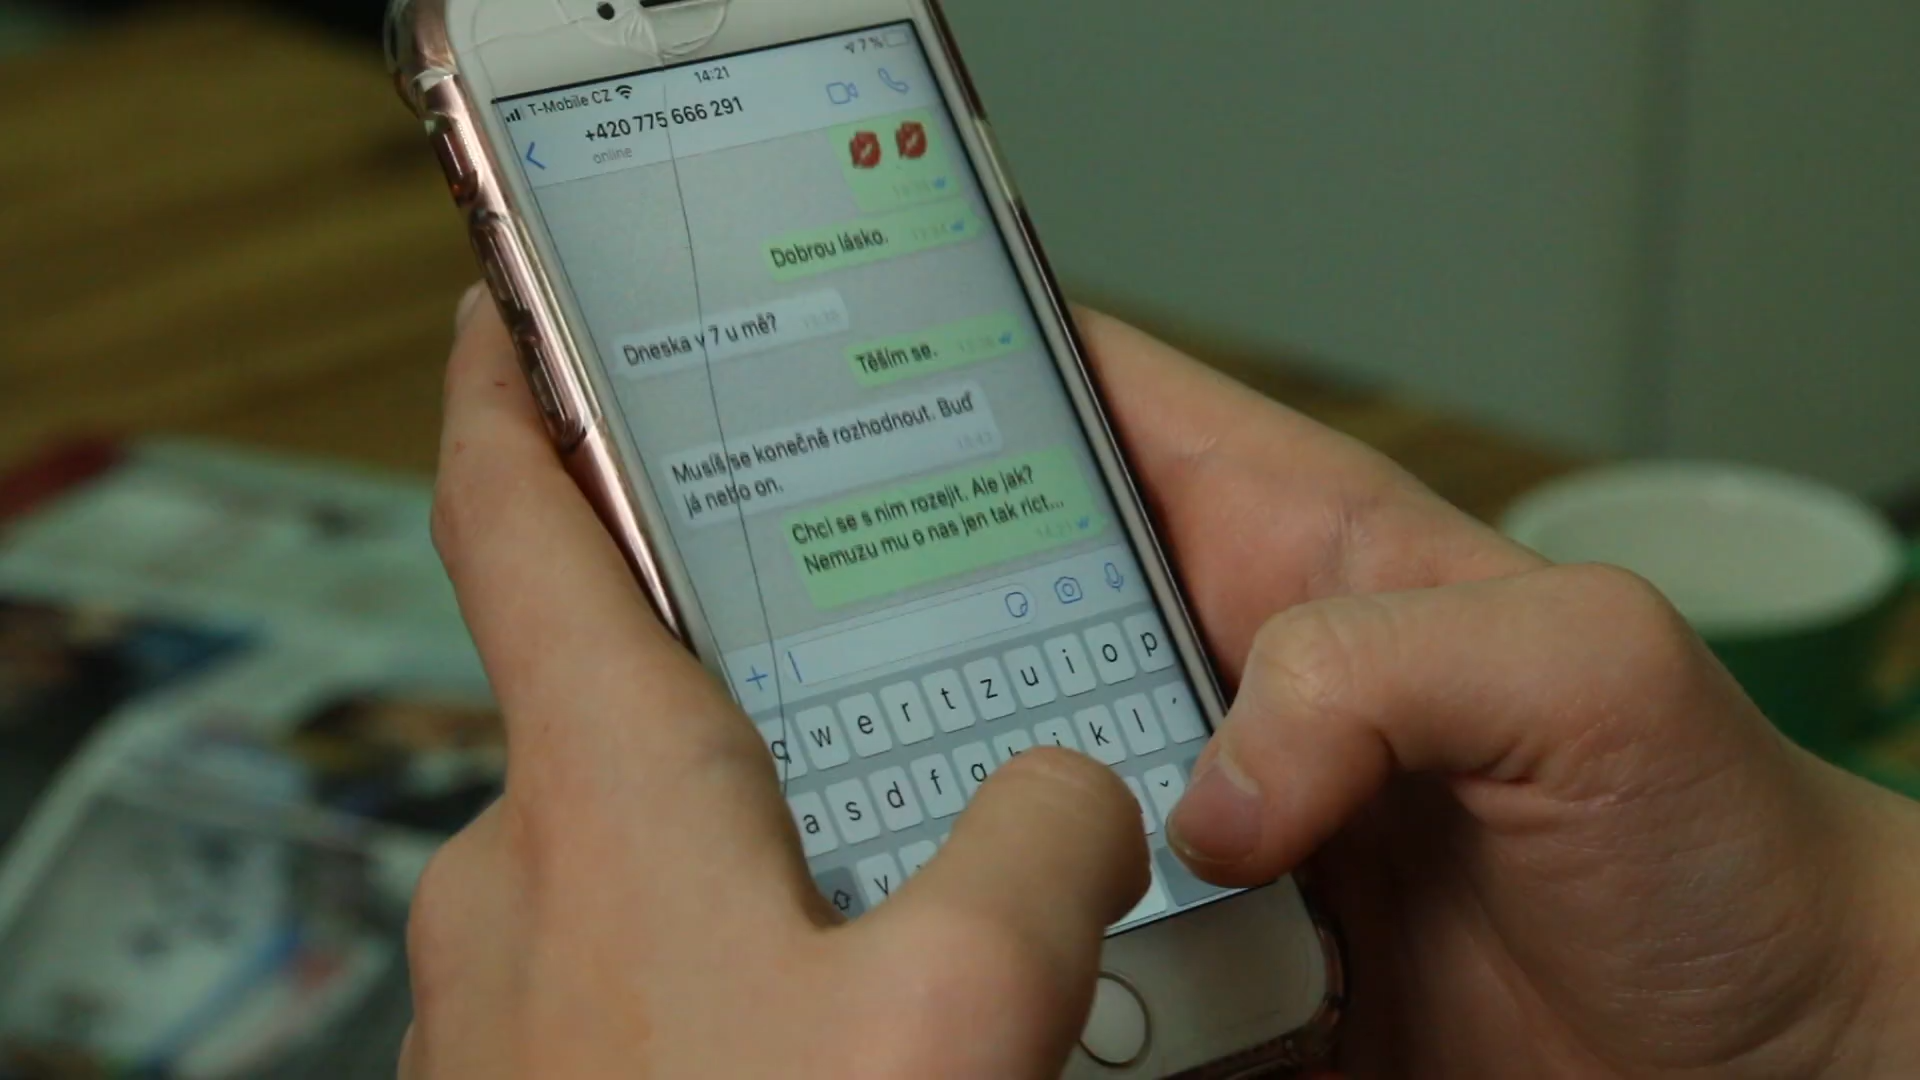 T-Mobile CZ
14:21
7 %
+420 775 666 291
online
Dobrou lásko.
Dneska v 7 u mě?
Těším se.
Musíš se konečně rozhodnout. Buď
já nebo on.
Chci se s nim rozejit. Ale jak?
Nemuzu mu o nas jen tak rict...
q w e r t z u i o p
a s d f g h j k l ´
y ˇ